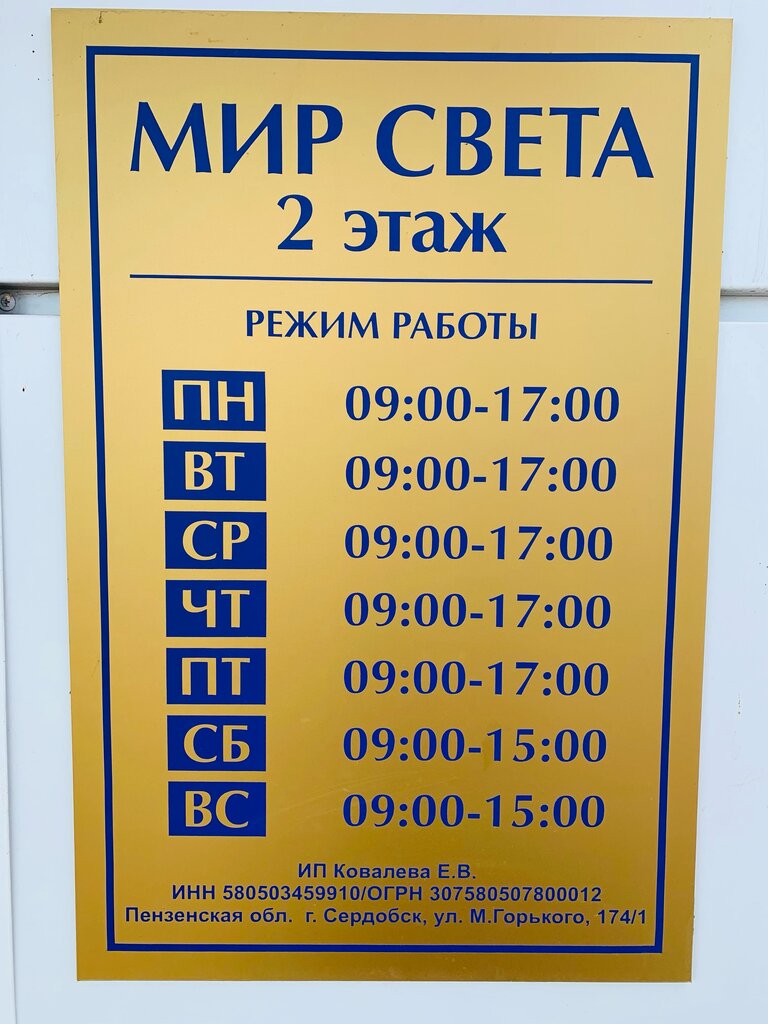 МИР СВЕТА
2 этаж
РЕЖИМ РАБОТЫ
ПН 09:00-17:00
ВТ 09:00-17:00
СР 09:00-17:00
ЧТ 09:00-17:00
ПТ 09:00-17:00
СБ 09:00-15:00
ВС 09:00-15:00
ИП Ковалева Е.В.
ИНН 580503459910/ОГРН 307580507800012
Пензенская обл. г. Сердобск, ул. М.Горького, 174/1